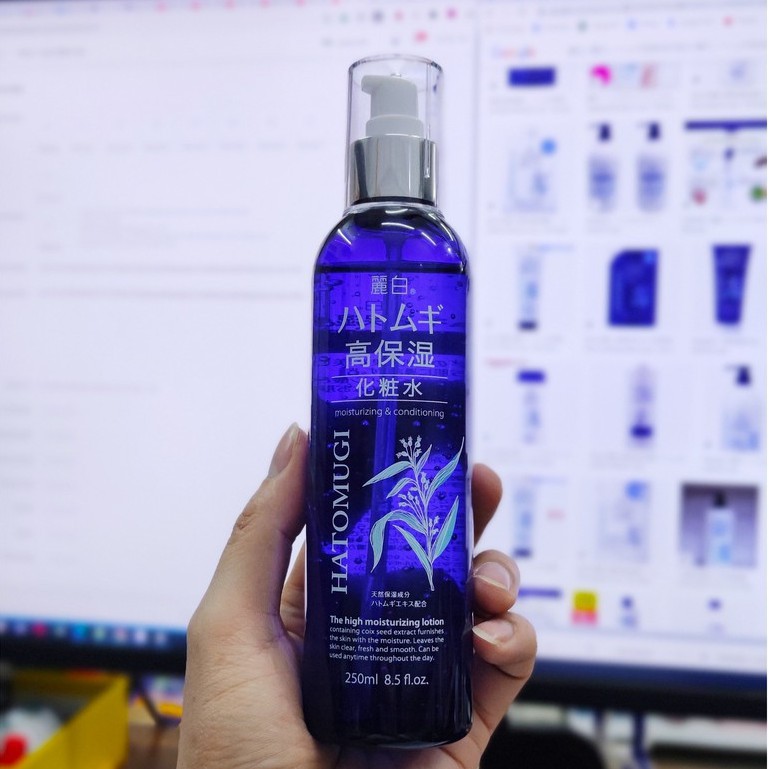 麗白®
ハトムギ
高保湿
化粧水
moisturizing & conditioning
HATOMUGI
天然保湿成分
ハトムギエキス配合
The high moisturizing lotion
containing coix seed extract furnishes
the skin with the moisture. Leaves the
skin clear, fresh and smooth. Can be
used anytime throughout the day.
250ml 8.5 fl.oz.